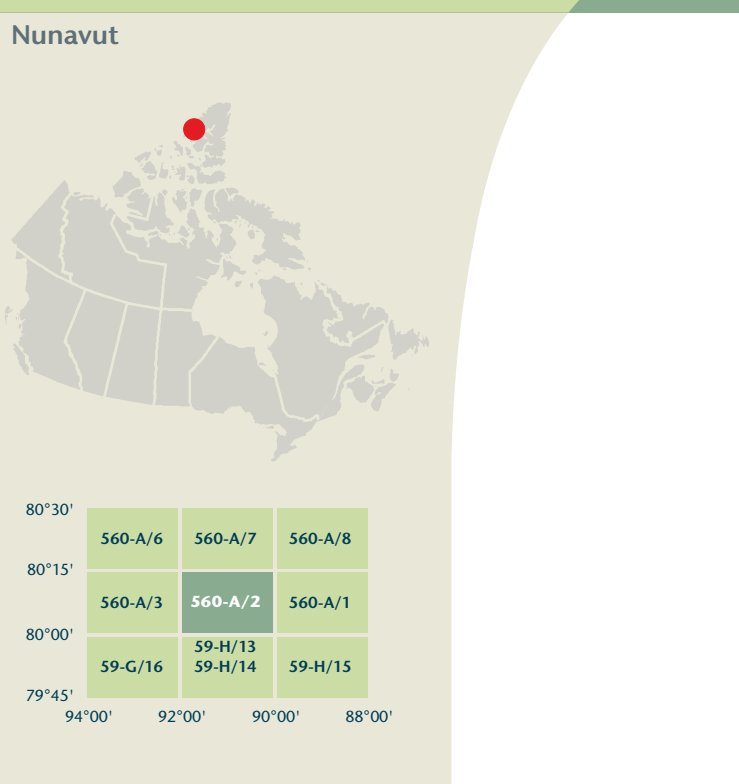 Nunavut
80°30'
560-A/6 560-A/7 560-A/8
80°15'
560-A/3 560-A/2 560-A/1
80°00'
59-H/13
59-G/16 59-H/14 59-H/15
79°45'
94°00' 92°00' 90°00' 88°00'